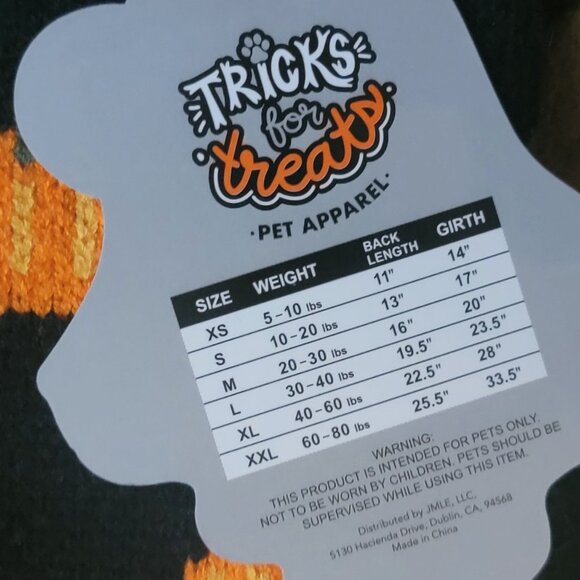 TRICKS
for
treats
·PET APPAREL·
SIZE WEIGHT BACK LENGTH GIRTH
XS 5–10 lbs 11" 14"
S 10–20 lbs 13" 17"
M 20–30 lbs 16" 20"
L 30–40 lbs 19.5" 23.5"
XL 40–60 lbs 22.5" 28"
XXL 60–80 lbs 25.5" 33.5"
WARNING:
THIS PRODUCT IS INTENDED FOR PETS ONLY.
NOT TO BE WORN BY CHILDREN. PETS SHOULD BE
SUPERVISED WHILE USING THIS ITEM.
Distributed by JMLE, LLC,
5130 Hacienda Drive, Dublin, CA, 94568
Made in China